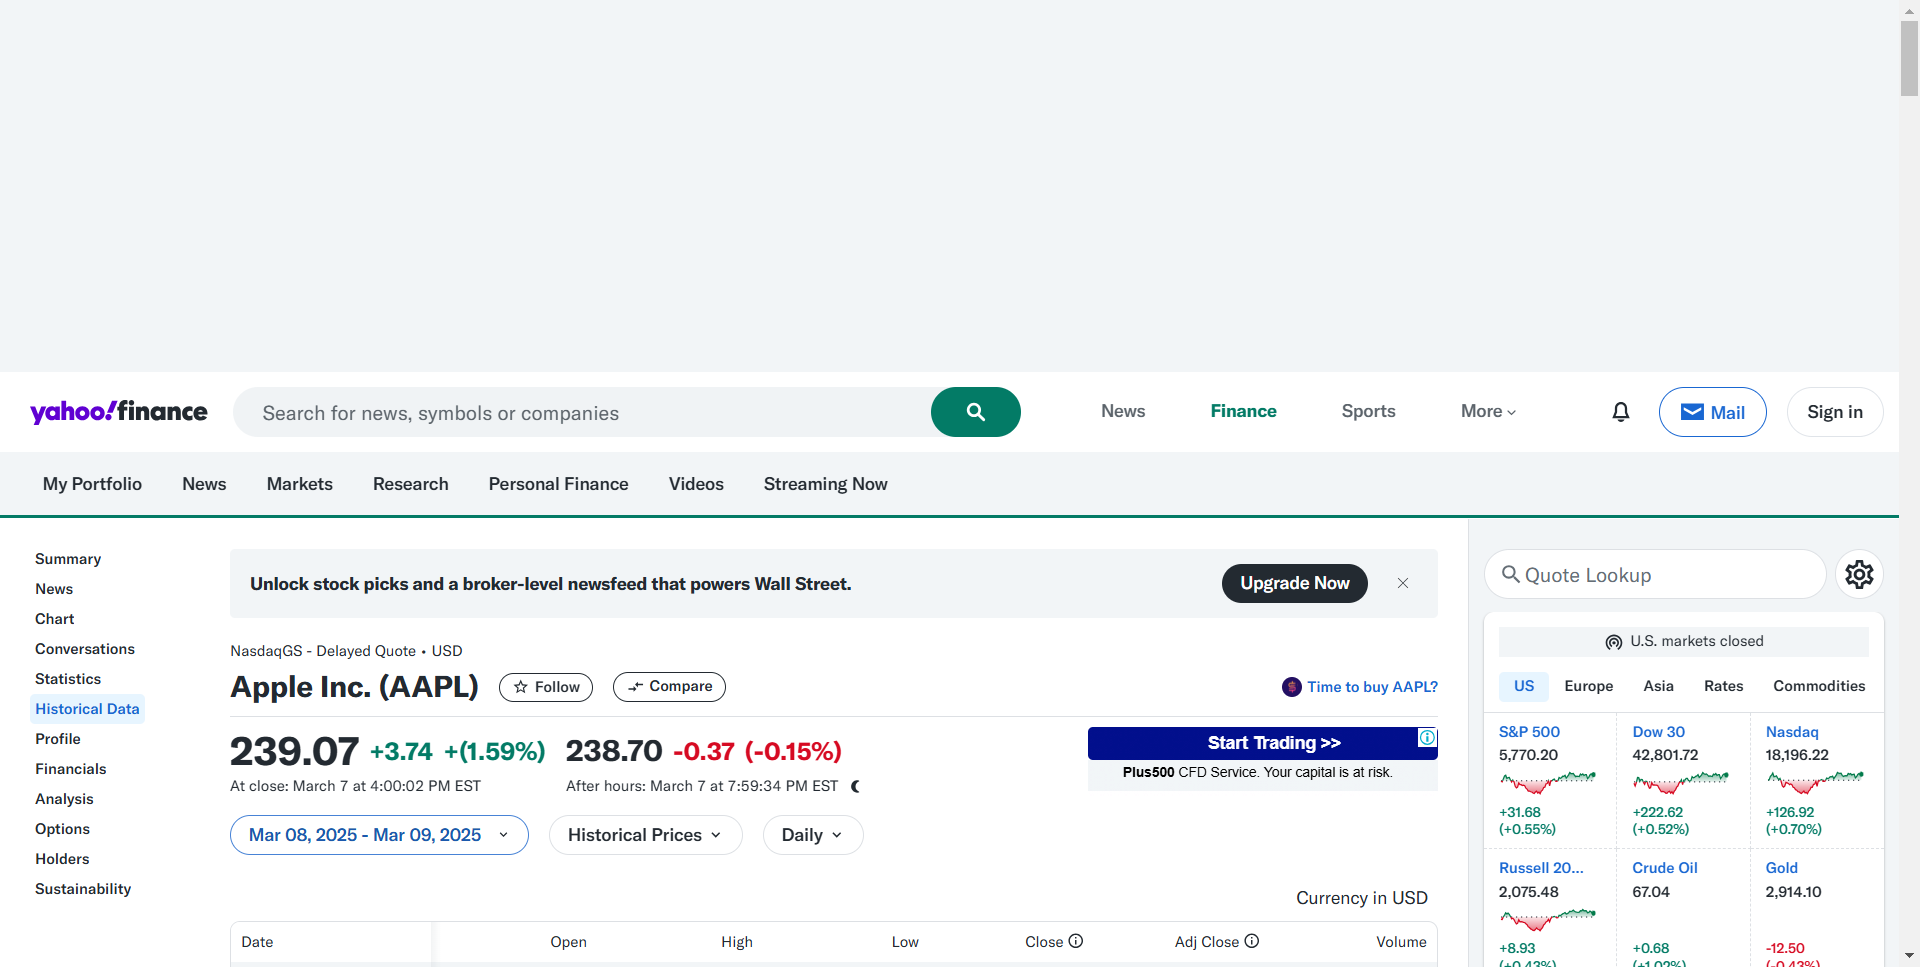 yahoo!finance
Search for news, symbols or companies
News
Finance
Sports
More
Mail
Sign in
My Portfolio
News
Markets
Research
Personal Finance
Videos
Streaming Now
Summary
News
Chart
Conversations
Statistics
Historical Data
Profile
Financials
Analysis
Options
Holders
Sustainability
Unlock stock picks and a broker-level newsfeed that powers Wall Street.
Upgrade Now
NasdaqGS - Delayed Quote • USD
Apple Inc. (AAPL)
Follow
Compare
Time to buy AAPL?
239.07 +3.74 +(1.59%)
At close: March 7 at 4:00:02 PM EST
238.70 -0.37 (-0.15%)
After hours: March 7 at 7:59:34 PM EST
Start Trading >>
Plus500 CFD Service. Your capital is at risk.
Mar 08, 2025 - Mar 09, 2025
Historical Prices
Daily
Currency in USD
Date
Open
High
Low
Close
Adj Close
Volume
Quote Lookup
U.S. markets closed
US
Europe
Asia
Rates
Commodities
S&P 500
5,770.20
+31.68
(+0.55%)
Dow 30
42,801.72
+222.62
(+0.52%)
Nasdaq
18,196.22
+126.92
(+0.70%)
Russell 20...
2,075.48
+8.93
(+0.43%)
Crude Oil
67.04
+0.68
(+1.02%)
Gold
2,914.10
-12.50
(-0.43%)